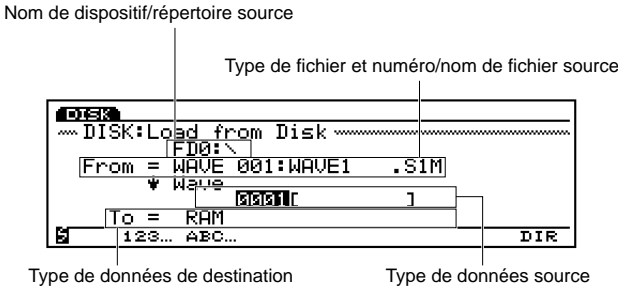 Nom de dispositif/répertoire source
Type de fichier et numéro/nom de fichier source
DISK
DISK:Load from Disk
FD0:\
From = WAVE 001:WAVE1 .S1M
Wave
0001[ ]
To = RAM
S 123... ABC... DIR
Type de données de destination
Type de données source